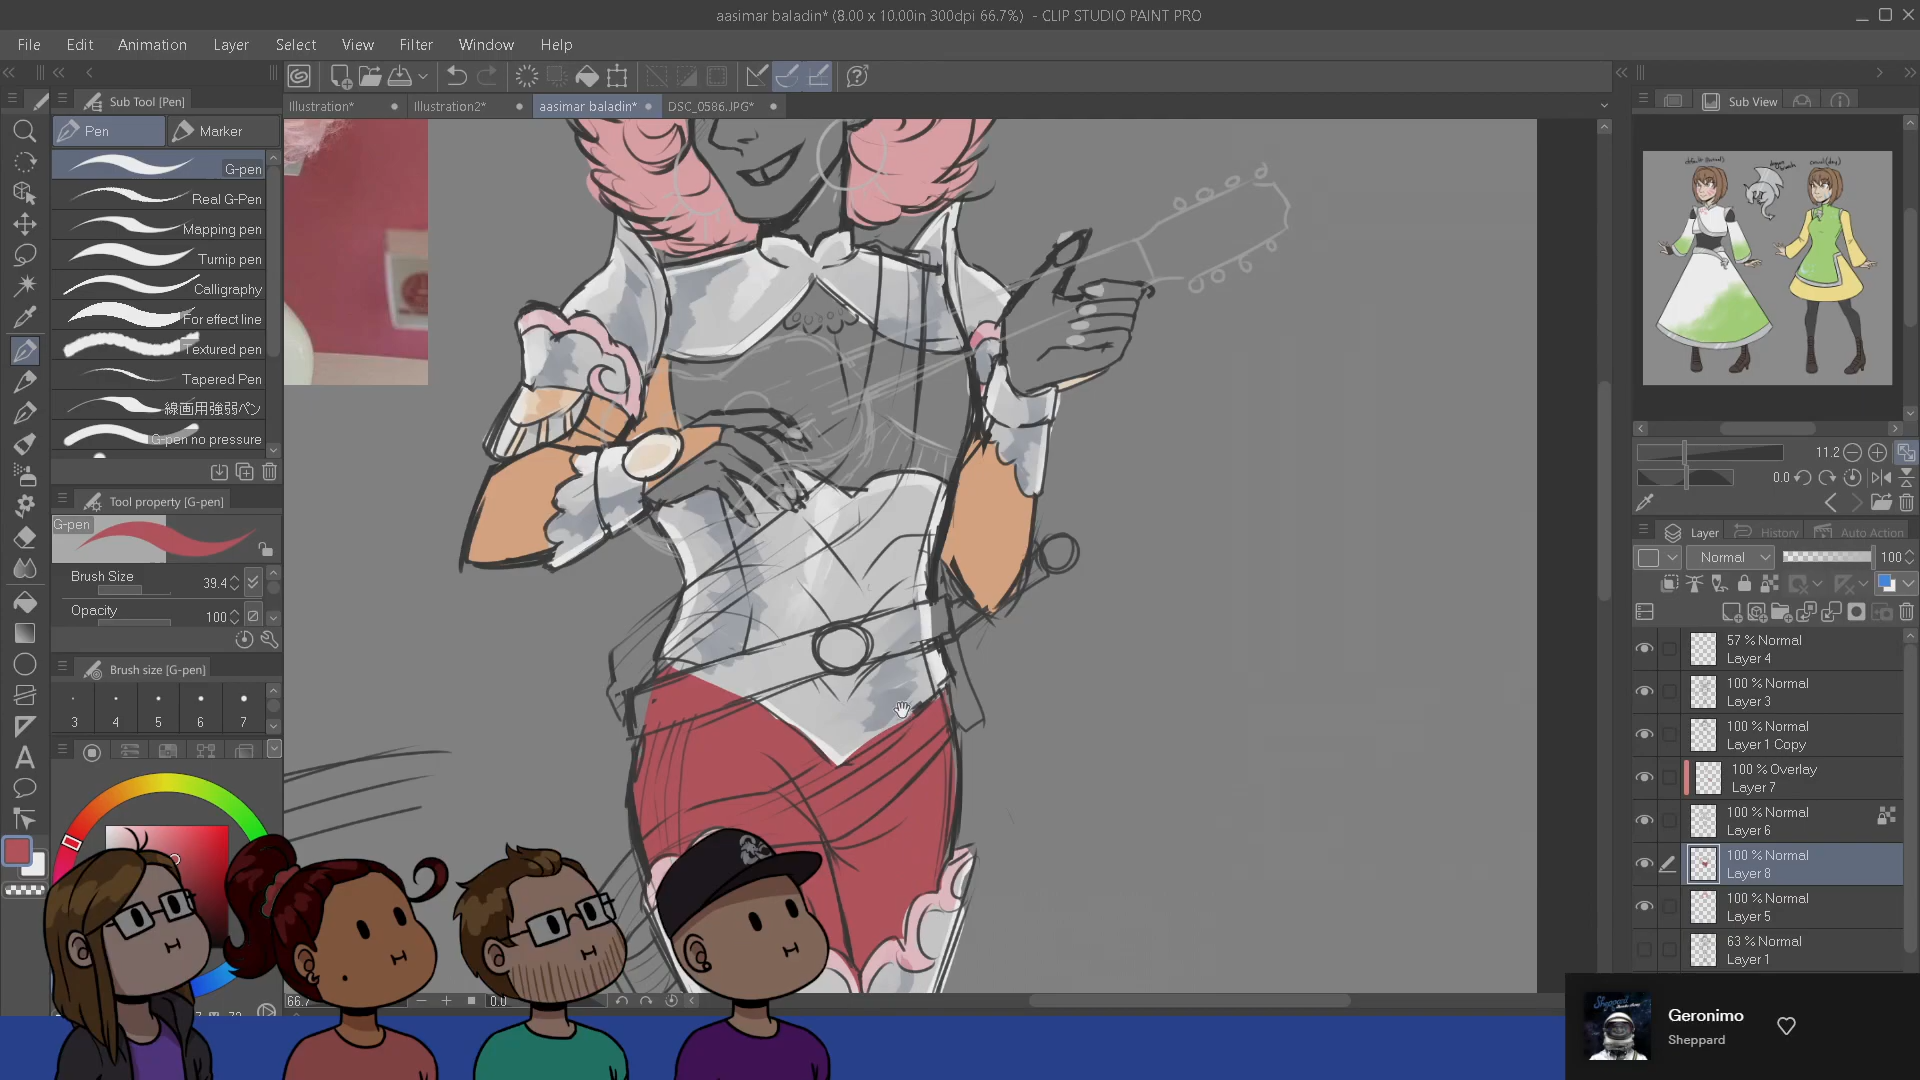 aasimar baladin* (8.00 x 10.00in 300dpi 66.7%) - CLIP STUDIO PAINT PRO
File Edit Animation Layer Select View Filter Window Help
Sub Tool [Pen]
Illustration* Illustration2* aasimar baladin* DSC_0586.JPG*
Sub View
Pen Marker
G-pen
Real G-Pen
Mapping pen
Turnip pen
Calligraphy
For effect line
Textured pen
Tapered Pen
線画用強弱ペン
G-pen no pressure
Tool property [G-pen]
G-pen
Brush Size 39.4
Opacity 100
Brush size [G-pen]
3 4 5 6 7
66.7 0.0
11.2
0.0
Layer History Auto Action
Normal 100
57 % Normal
Layer 4
100 % Normal
Layer 3
100 % Normal
Layer 1 Copy
100 % Overlay
Layer 7
100 % Normal
Layer 6
100 % Normal
Layer 8
100 % Normal
Layer 5
63 % Normal
Layer 1
Sheppard
Geronimo
Sheppard